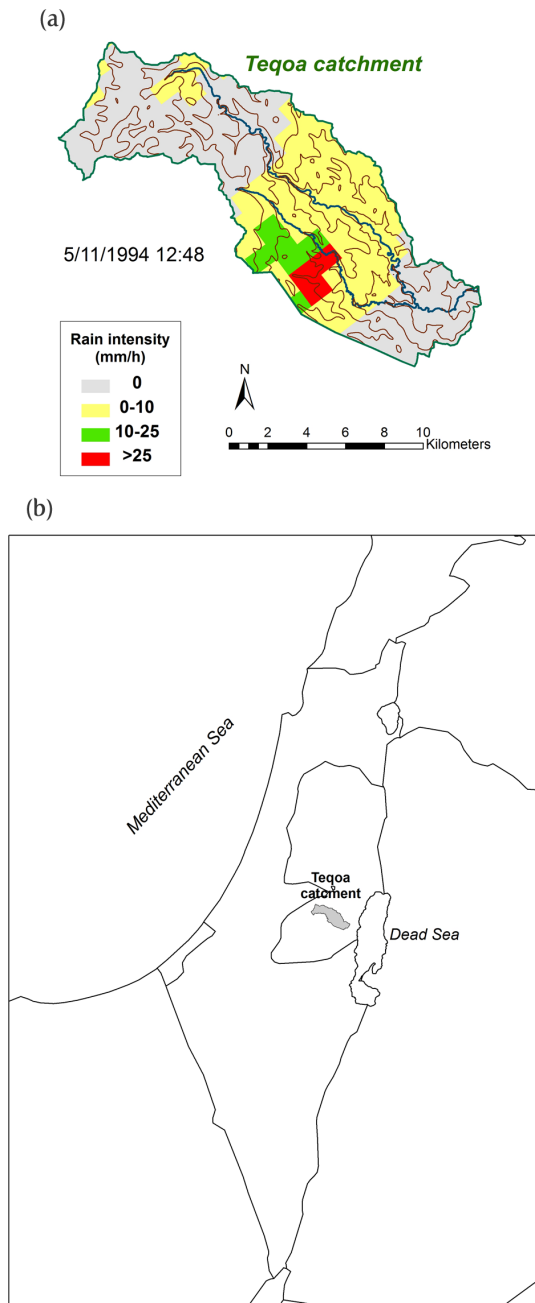 (a)
Teqoa catchment
5/11/1994 12:48
Rain intensity
(mm/h)
0
0-10
10-25
>25
N
0 2 4 6 8 10
Kilometers
(b)
Mediterranean Sea
Teqoa
catchment
Dead Sea